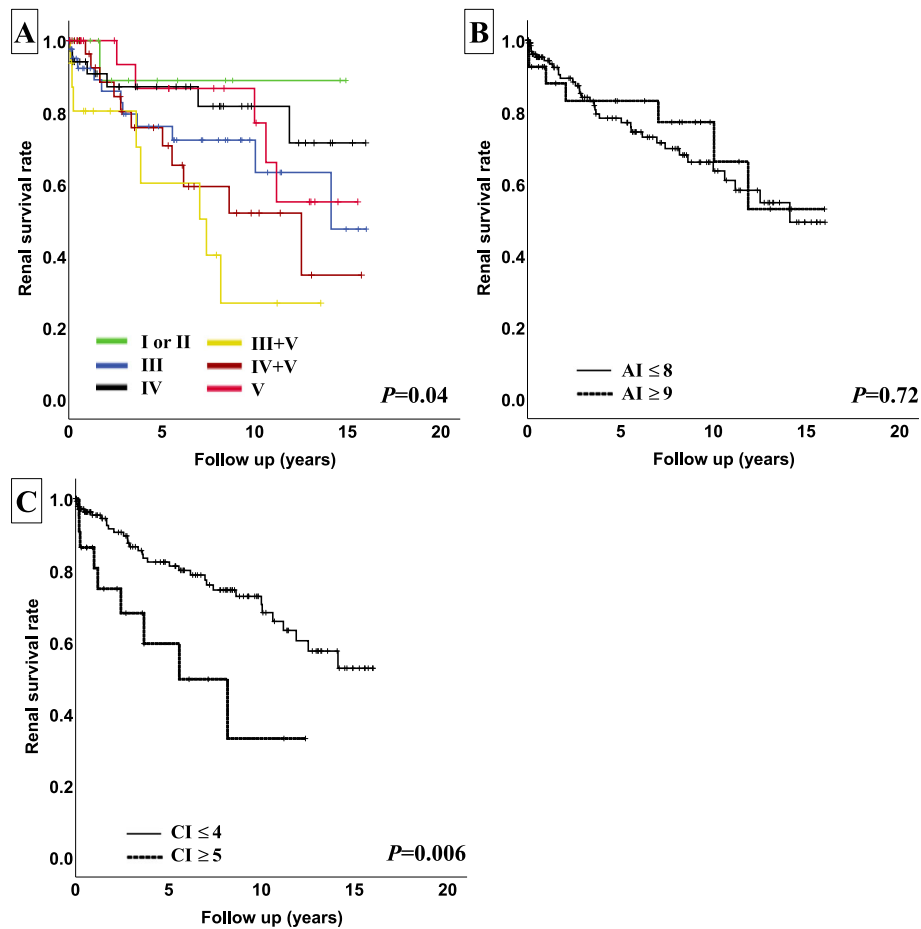 A
1.0
0.8
0.6
0.4
0.2
0.0
Renal survival rate
I or II
III
IV
III+V
IV+V
V
P=0.04
0 5 10 15 20
Follow up (years)
B
1.0
0.8
0.6
0.4
0.2
0.0
Renal survival rate
AI ≤ 8
AI ≥ 9
P=0.72
0 5 10 15 20
Follow up (years)
C
1.0
0.8
0.6
0.4
0.2
0.0
Renal survival rate
CI ≤ 4
CI ≥ 5
P=0.006
0 5 10 15 20
Follow up (years)